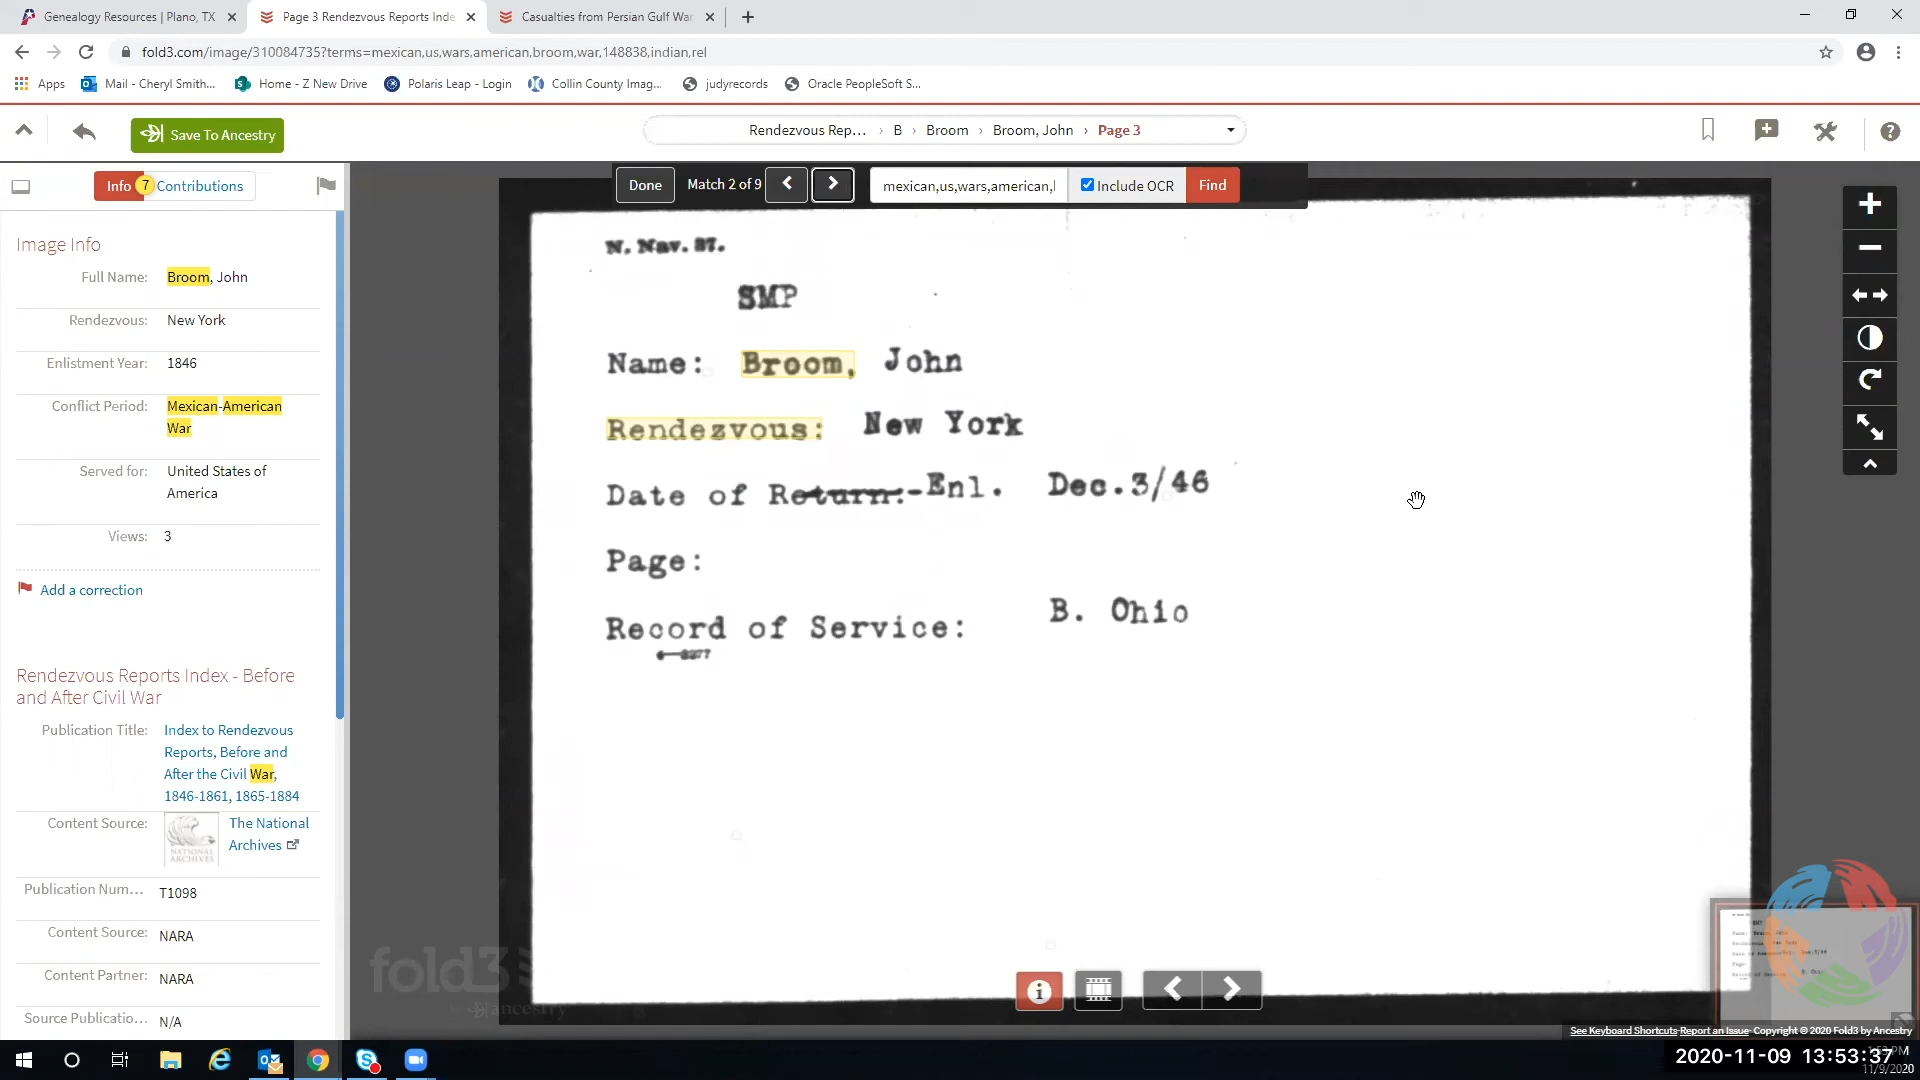 Genealogy Resources | Plano, TX
Page 3 Rendezvous Reports Inde
Casualties from Persian Gulf War
fold3.com/image/310084735?terms=mexican,us,wars,american,broom,war,148838,indian,rel
Apps
Mail - Cheryl Smith...
Home - Z New Drive
Polaris Leap - Login
Collin County Imag...
judyrecords
Oracle PeopleSoft S...
Save To Ancestry
Rendezvous Rep... › B › Broom › Broom, John › Page 3
Info 7 Contributions
Done
Match 2 of 9
mexican,us,wars,american,l
Include OCR
Find
Image Info
Full Name: Broom, John
Rendezvous: New York
Enlistment Year: 1846
Conflict Period: Mexican-American
War
Served for: United States of
America
Views: 3
Add a correction
Rendezvous Reports Index - Before
and After Civil War
Publication Title: Index to Rendezvous
Reports, Before and
After the Civil War,
1846-1861, 1865-1884
Content Source: The National
Archives
NATIONAL
ARCHIVES
Publication Num... T1098
Content Source: NARA
Content Partner: NARA
Source Publicatio... N/A
N. Nav. 37.
SMP
Name: Broom, John
Rendezvous: New York
Date of Return:-Enl. Dec.3/46
Page:
Record of Service: B. Ohio
fold3
by ancestry
See Keyboard Shortcuts Report an Issue Copyright © 2020 Fold3 by Ancestry
2020-11-09 13:53:37
11/9/2020